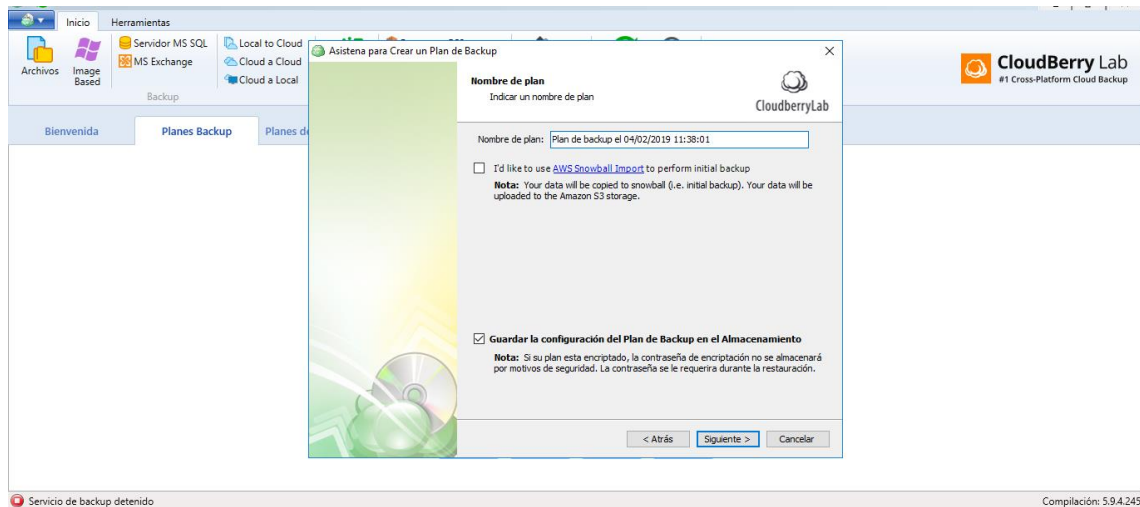 Inicio Herramientas
Archivos
Image
Based
Servidor MS SQL
MS Exchange
Local to Cloud
Cloud a Cloud
Cloud a Local
Backup
CloudBerry Lab
#1 Cross-Platform Cloud Backup
Bienvenida Planes Backup Planes de
Asistena para Crear un Plan de Backup
Nombre de plan
Indicar un nombre de plan
CloudberryLab
Nombre de plan: Plan de backup el 04/02/2019 11:38:01
I'd like to use AWS Snowball Import to perform initial backup
Nota: Your data will be copied to snowball (i.e. initial backup). Your data will be
uploaded to the Amazon S3 storage.
Guardar la configuración del Plan de Backup en el Almacenamiento
Nota: Si su plan esta encriptado, la contraseña de encriptación no se almacenará
por motivos de seguridad. La contraseña se le requerira durante la restauración.
< Atrás Siguiente > Cancelar
Servicio de backup detenido Compilación: 5.9.4.245